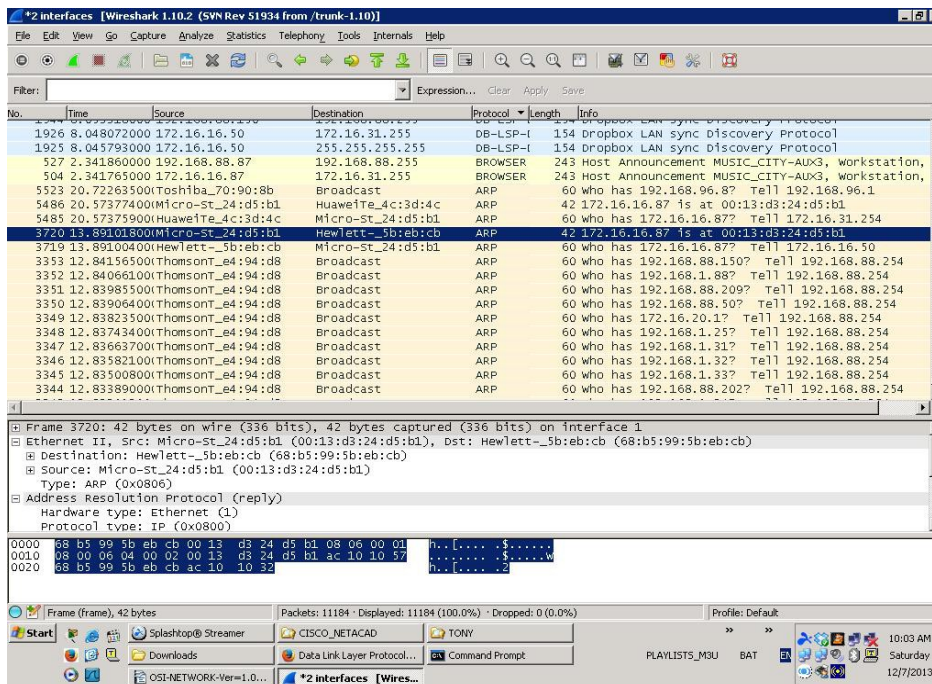 *2 interfaces [Wireshark 1.10.2 (SVN Rev 51934 from /trunk-1.10)]
File Edit View Go Capture Analyze Statistics Telephony Tools Internals Help
Filter: Expression... Clear Apply Save
No. Time Source Destination Protocol Length Info
1926 8.048072000 172.16.16.50 172.16.31.255 DB-LSP-( 154 Dropbox LAN sync Discovery Protocol
1925 8.045793000 172.16.16.50 255.255.255.255 DB-LSP-( 154 Dropbox LAN sync Discovery Protocol
527 2.341860000 192.168.88.87 192.168.88.255 BROWSER 243 Host Announcement MUSIC_CITY-AUX3, Workstation,
504 2.341765000 172.16.16.87 172.16.31.255 BROWSER 243 Host Announcement MUSIC_CITY-AUX3, Workstation,
5523 20.7226350(Toshiba_70:90:8b Broadcast ARP 60 who has 192.168.96.8? Tell 192.168.96.1
5486 20.5737740(Micro-St_24:d5:b1 HuaweiTe_4c:3d:4c ARP 42 172.16.16.87 is at 00:13:d3:24:d5:b1
5485 20.5737590(HuaweiTe_4c:3d:4c Micro-St_24:d5:b1 ARP 60 who has 172.16.16.87? Tell 172.16.31.254
3720 13.8910180(Micro-St_24:d5:b1 Hewlett-_5b:eb:cb ARP 42 172.16.16.87 is at 00:13:d3:24:d5:b1
3719 13.8910040(Hewlett-_5b:eb:cb Micro-St_24:d5:b1 ARP 60 who has 172.16.16.87? Tell 172.16.16.50
3353 12.8415650(ThomsonT_e4:94:d8 Broadcast ARP 60 who has 192.168.88.150? Tell 192.168.88.254
3352 12.8406610(ThomsonT_e4:94:d8 Broadcast ARP 60 who has 192.168.1.88? Tell 192.168.88.254
3351 12.8398550(ThomsonT_e4:94:d8 Broadcast ARP 60 who has 192.168.88.209? Tell 192.168.88.254
3350 12.8390640(ThomsonT_e4:94:d8 Broadcast ARP 60 who has 192.168.88.50? Tell 192.168.88.254
3349 12.8382350(ThomsonT_e4:94:d8 Broadcast ARP 60 who has 172.16.20.1? Tell 192.168.88.254
3348 12.8374340(ThomsonT_e4:94:d8 Broadcast ARP 60 who has 192.168.1.25? Tell 192.168.88.254
3347 12.8366370(ThomsonT_e4:94:d8 Broadcast ARP 60 who has 192.168.1.31? Tell 192.168.88.254
3346 12.8358210(ThomsonT_e4:94:d8 Broadcast ARP 60 who has 192.168.1.32? Tell 192.168.88.254
3345 12.8350080(ThomsonT_e4:94:d8 Broadcast ARP 60 who has 192.168.1.33? Tell 192.168.88.254
3344 12.8338900(ThomsonT_e4:94:d8 Broadcast ARP 60 who has 192.168.88.202? Tell 192.168.88.254
Frame 3720: 42 bytes on wire (336 bits), 42 bytes captured (336 bits) on interface 1
Ethernet II, Src: Micro-St_24:d5:b1 (00:13:d3:24:d5:b1), Dst: Hewlett-_5b:eb:cb (68:b5:99:5b:eb:cb)
Destination: Hewlett-_5b:eb:cb (68:b5:99:5b:eb:cb)
Source: Micro-St_24:d5:b1 (00:13:d3:24:d5:b1)
Type: ARP (0x0806)
Address Resolution Protocol (reply)
Hardware type: Ethernet (1)
Protocol type: IP (0x0800)
0000 68 b5 99 5b eb cb 00 13 d3 24 d5 b1 08 06 00 01 h..[.... .$......
0010 08 00 06 04 00 02 00 13 d3 24 d5 b1 ac 10 10 57 ........ .$.....W
0020 68 b5 99 5b eb cb ac 10 10 32 h..[.... .2
Frame (frame), 42 bytes Packets: 11184 · Displayed: 11184 (100.0%) · Dropped: 0 (0.0%) Profile: Default
Start Splashtop® Streamer CISCO_NETACAD TONY 10:03 AM
Downloads Data Link Layer Protocol... Command Prompt PLAYLISTS_M3U BAT EN Saturday
OSI-NETWORK-Ver=1.0... *2 interfaces [Wires... 12/7/2013